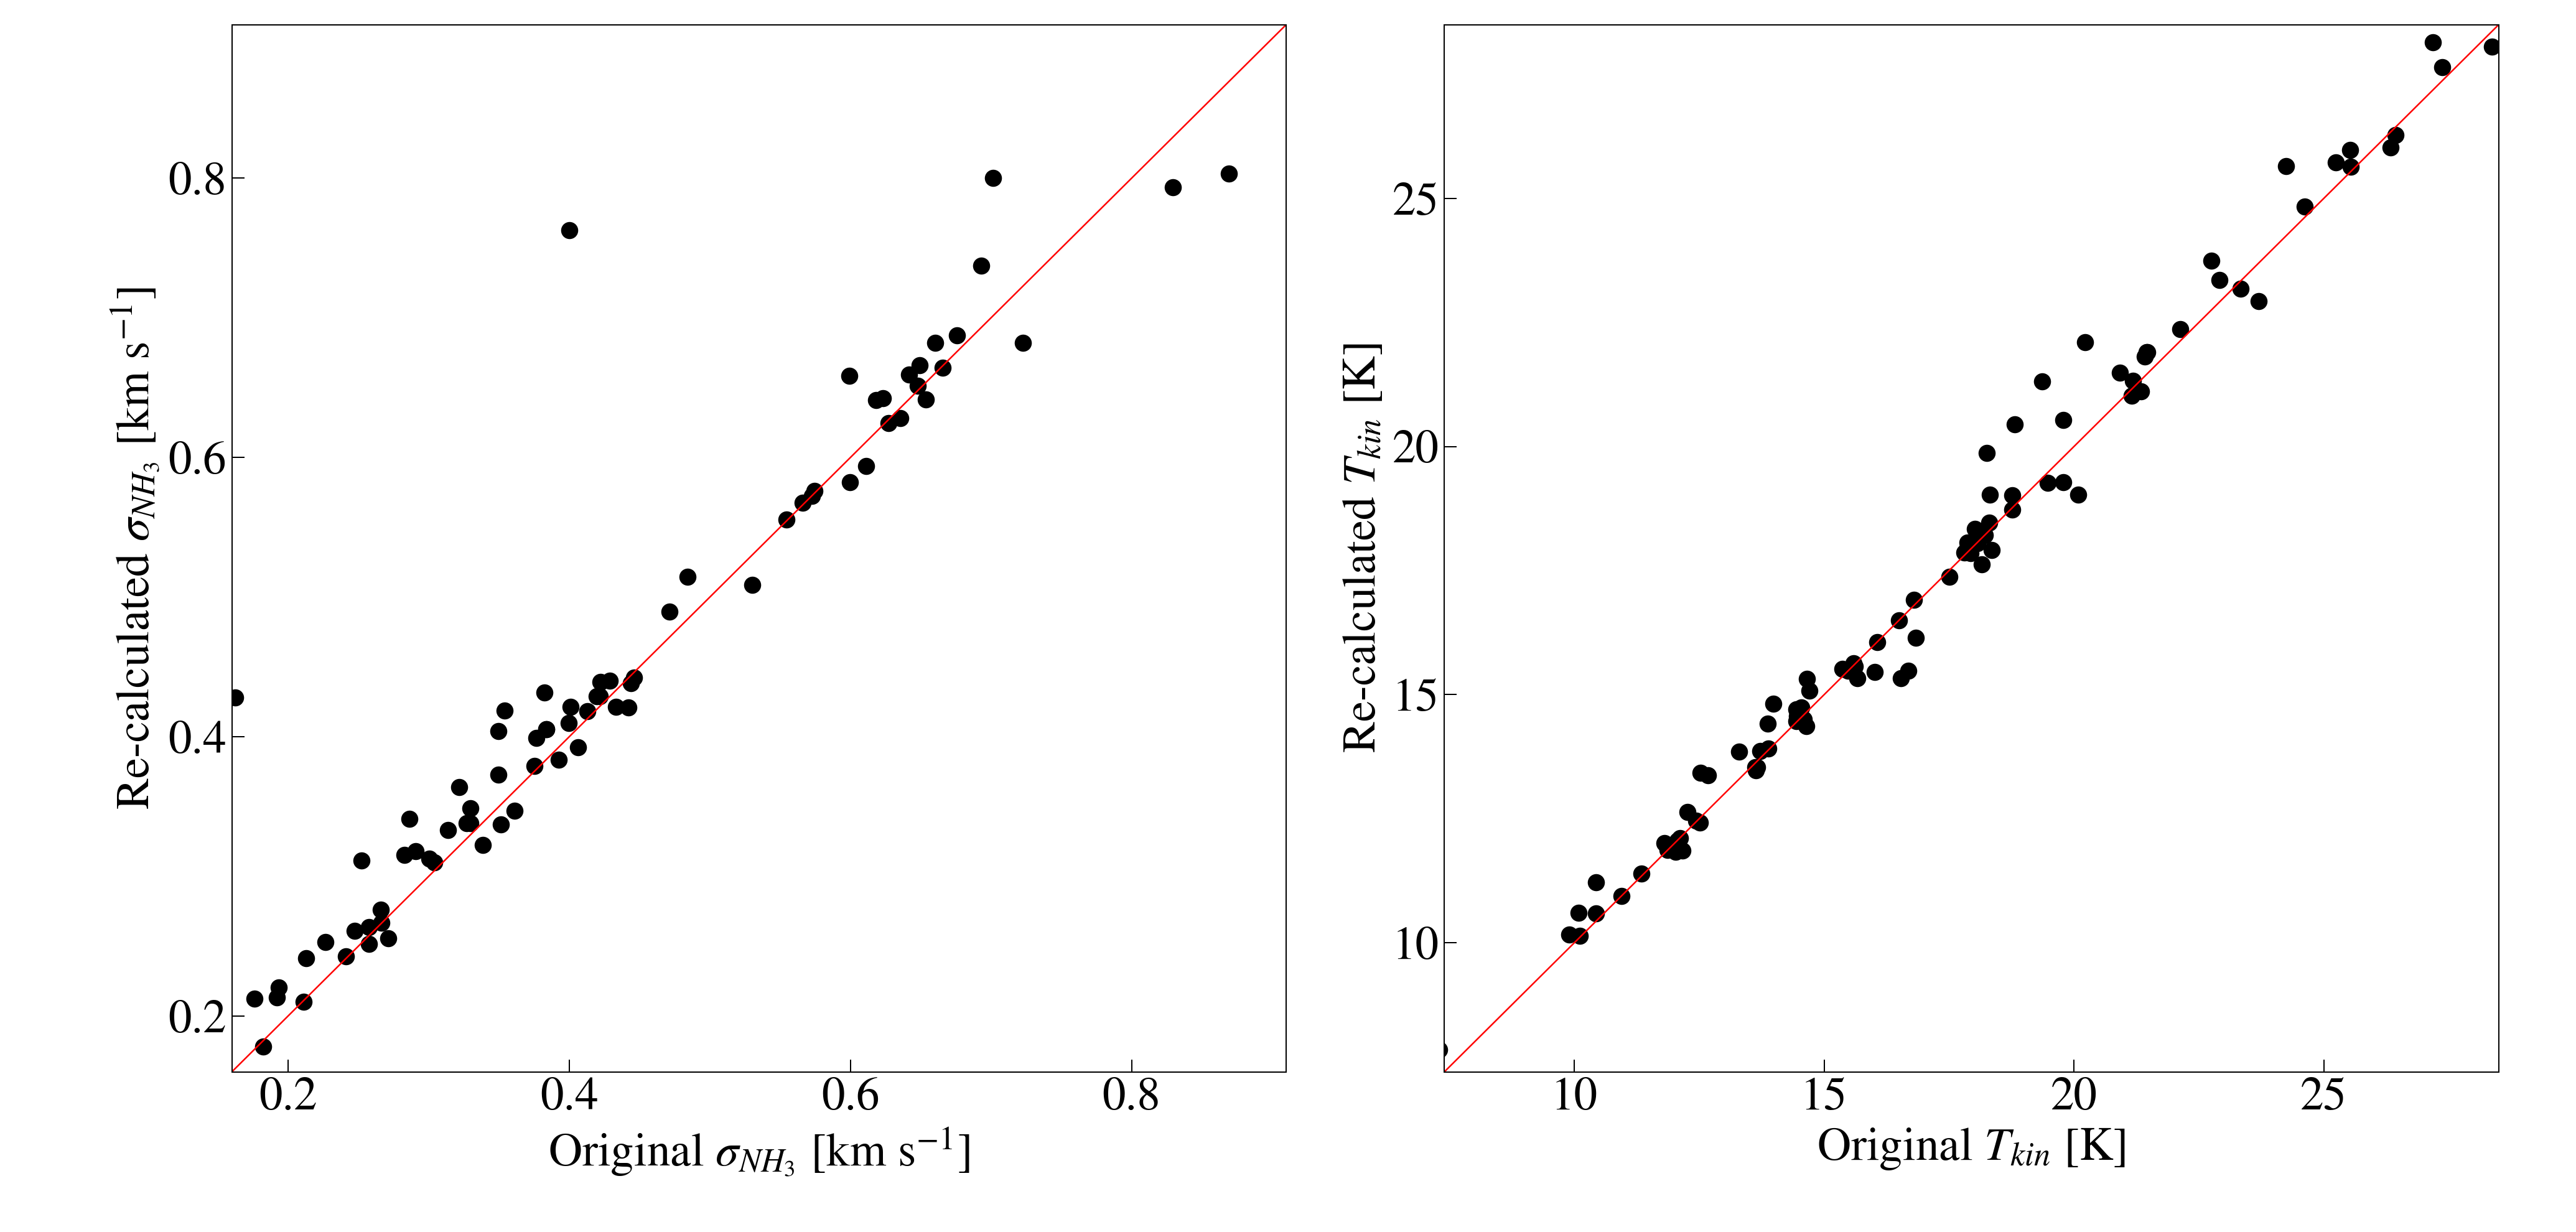 Re-calculated σ_NH₃ [km s⁻¹]
0.8
0.6
0.4
0.2
0.2 0.4 0.6 0.8
Original σ_NH₃ [km s⁻¹]
Re-calculated T_kin [K]
25
20
15
10
10 15 20 25
Original T_kin [K]